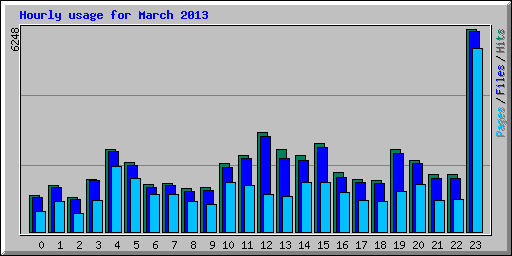 Hourly usage for March 2013
6248
Pages/Files/Hits
0 1 2 3 4 5 6 7 8 9 10 11 12 13 14 15 16 17 18 19 20 21 22 23